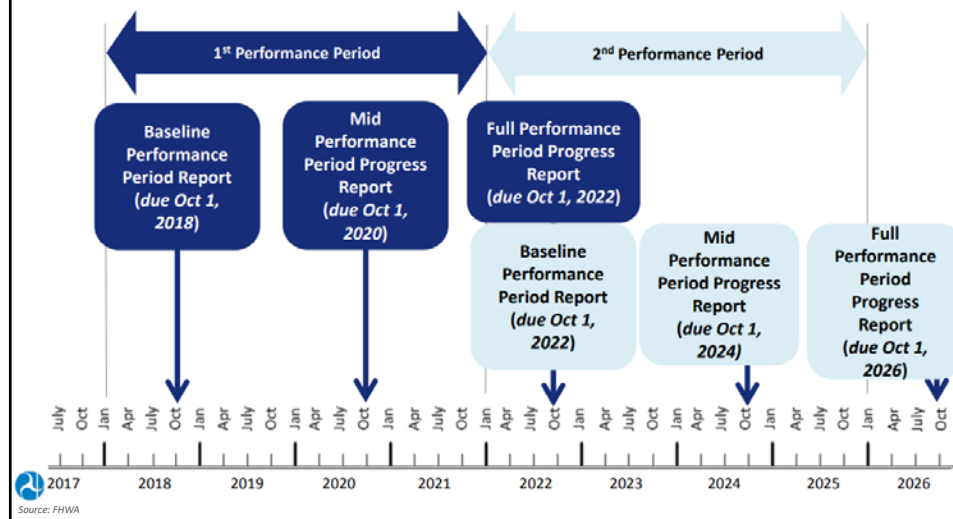 1st Performance Period
2nd Performance Period
Baseline
Performance
Period Report
(due Oct 1,
2018)
Mid
Performance
Period Progress
Report
(due Oct 1,
2020)
Full Performance
Period Progress
Report
(due Oct 1, 2022)
Baseline
Performance
Period Report
(due Oct 1,
2022)
Mid
Performance
Period Progress
Report
(due Oct 1,
2024)
Full
Performance
Period
Progress
Report
(due Oct 1,
2026)
July Oct Jan Apr July Oct Jan Apr July Oct Jan Apr July Oct Jan Apr July Oct Jan Apr July Oct Jan Apr July Oct Jan Apr July Oct Jan Apr July Oct Jan Apr July Oct
2017 2018 2019 2020 2021 2022 2023 2024 2025 2026
Source: FHWA